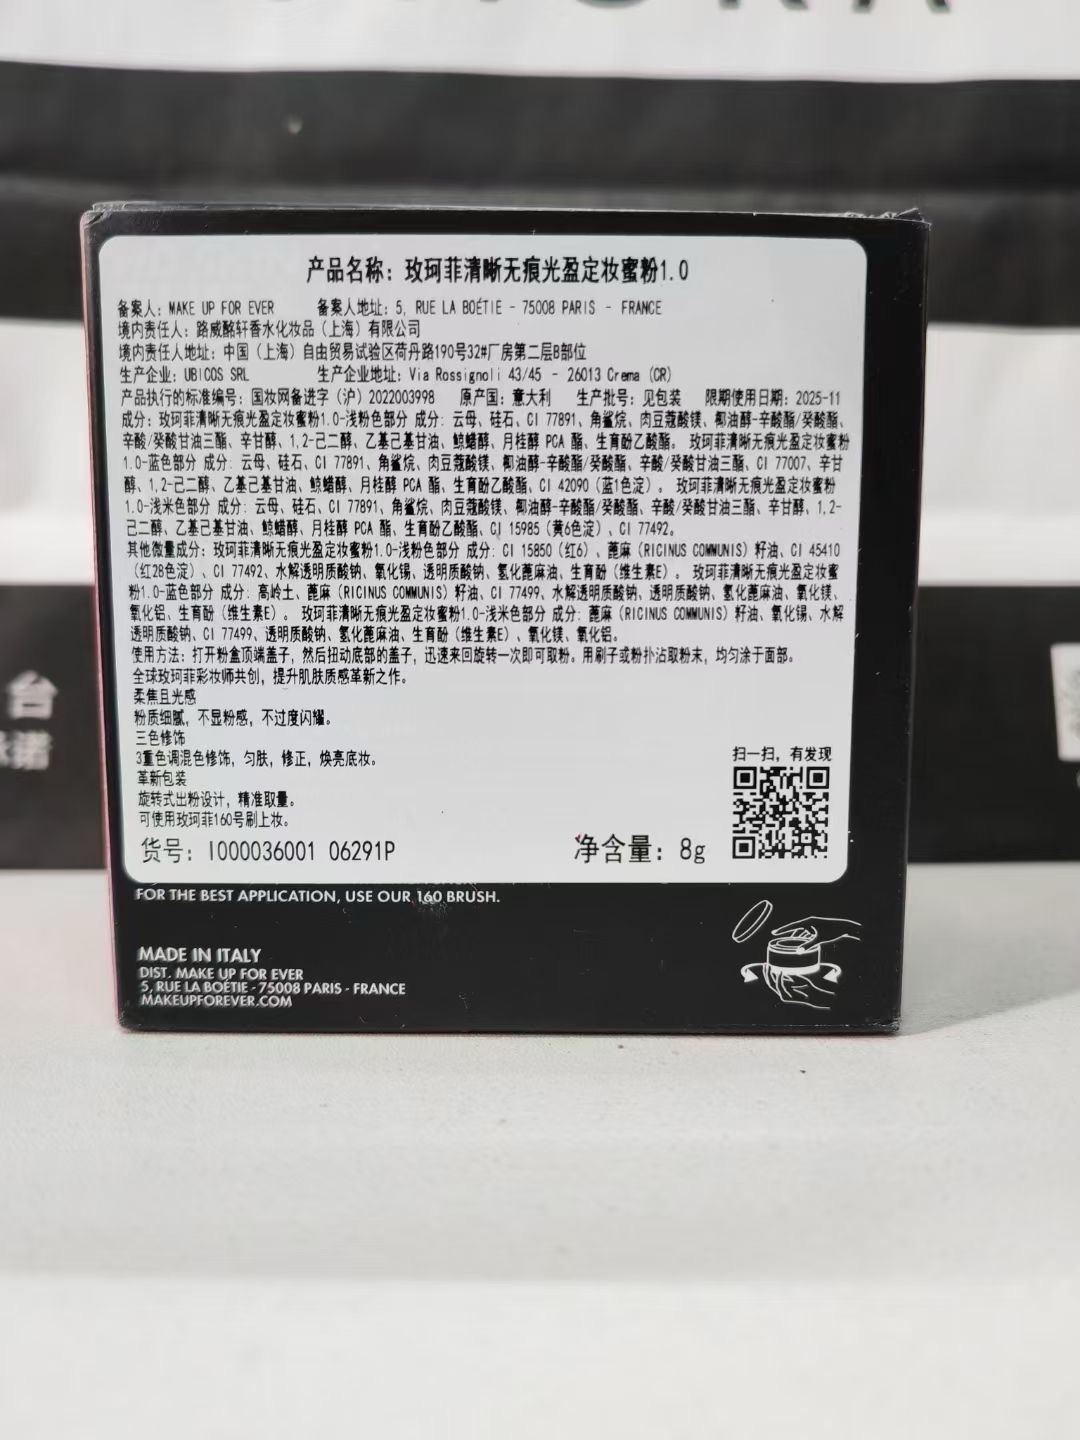 产品名称：玫珂菲清晰无痕光盈定妆蜜粉1.0
备案人：MAKE UP FOR EVER 备案人地址：5, RUE LA BOÉTIE - 75008 PARIS - FRANCE
境内责任人：路威酩轩香水化妆品（上海）有限公司
境内责任人地址：中国（上海）自由贸易试验区荷丹路190号32#厂房第二层B部位
生产企业：UBICOS SRL 生产企业地址：Via Rossignoli 43/45 - 26013 Crema (CR)
产品执行的标准编号：国妆网备进字（沪）2022003998 原产国：意大利 生产批号：见包装 限期使用日期：2025-11
成分：玫珂菲清晰无痕光盈定妆蜜粉1.0-浅粉色部分 成分：云母、硅石、CI 77891、角鲨烷、肉豆蔻酸镁、椰油醇-辛酸酯/癸酸酯、
辛酸/癸酸甘油三酯、辛甘醇、1,2-己二醇、乙基己基甘油、鲸蜡醇、月桂醇 PCA 酯、生育酚乙酸酯。 玫珂菲清晰无痕光盈定妆蜜粉
1.0-蓝色部分 成分：云母、硅石、CI 77891、角鲨烷、肉豆蔻酸镁、椰油醇-辛酸酯/癸酸酯、辛酸/癸酸甘油三酯、CI 77007、辛甘
醇、1,2-己二醇、乙基己基甘油、鲸蜡醇、月桂醇 PCA 酯、生育酚乙酸酯、CI 42090（蓝1色淀）。 玫珂菲清晰无痕光盈定妆蜜粉
1.0-浅米色部分 成分：云母、硅石、CI 77891、角鲨烷、肉豆蔻酸镁、椰油醇-辛酸酯/癸酸酯、辛酸/癸酸甘油三酯、辛甘醇、1,2-
己二醇、乙基己基甘油、鲸蜡醇、月桂醇 PCA 酯、生育酚乙酸酯、CI 15985（黄6色淀）、CI 77492。
其他微量成分：玫珂菲清晰无痕光盈定妆蜜粉1.0-浅粉色部分 成分：CI 15850（红6）、蓖麻（RICINUS COMMUNIS）籽油、CI 45410
（红28色淀）、CI 77492、水解透明质酸钠、氧化锡、透明质酸钠、氢化蓖麻油、生育酚（维生素E）。 玫珂菲清晰无痕光盈定妆蜜
粉1.0-蓝色部分 成分：高岭土、蓖麻（RICINUS COMMUNIS）籽油、CI 77499、水解透明质酸钠、透明质酸钠、氢化蓖麻油、氧化镁、
氧化铝、生育酚（维生素E）。 玫珂菲清晰无痕光盈定妆蜜粉1.0-浅米色部分 成分：蓖麻（RICINUS COMMUNIS）籽油、氧化锡、水解
透明质酸钠、CI 77499、透明质酸钠、氢化蓖麻油、生育酚（维生素E）、氧化镁、氧化铝。
使用方法：打开粉盒顶端盖子，然后扭动底部的盖子，迅速来回旋转一次即可取粉。用刷子或粉扑沾取粉末，均匀涂于面部。
全球玫珂菲彩妆师共创，提升肌肤质感革新之作。
柔焦且光感
粉质细腻，不显粉感，不过度闪耀。
三色修饰
3重色调混色修饰，匀肤，修正，焕亮底妆。
革新包装
旋转式出粉设计，精准取量。
可使用玫珂菲160号刷上妆。
扫一扫，有发现
货号：I000036001 06291P 净含量：8g
FOR THE BEST APPLICATION, USE OUR 160 BRUSH.
MADE IN ITALY
DIST. MAKE UP FOR EVER
5, RUE LA BOÉTIE - 75008 PARIS - FRANCE
MAKEUPFOREVER.COM
台
诺